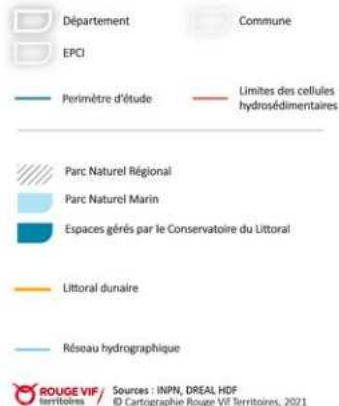 Département
Commune
EPCI
Perimètre d'étude
Limites des cellules
hydrosédimentaires
Parc Naturel Régional
Parc Naturel Marin
Espaces gérés par le Conservatoire du Littoral
Littoral dunaire
Réseau hydrographique
ROUGE VIF/
territoires
Sources : INPN, DREAL HDF
© Cartographie Rouge Vif Territoires, 2021